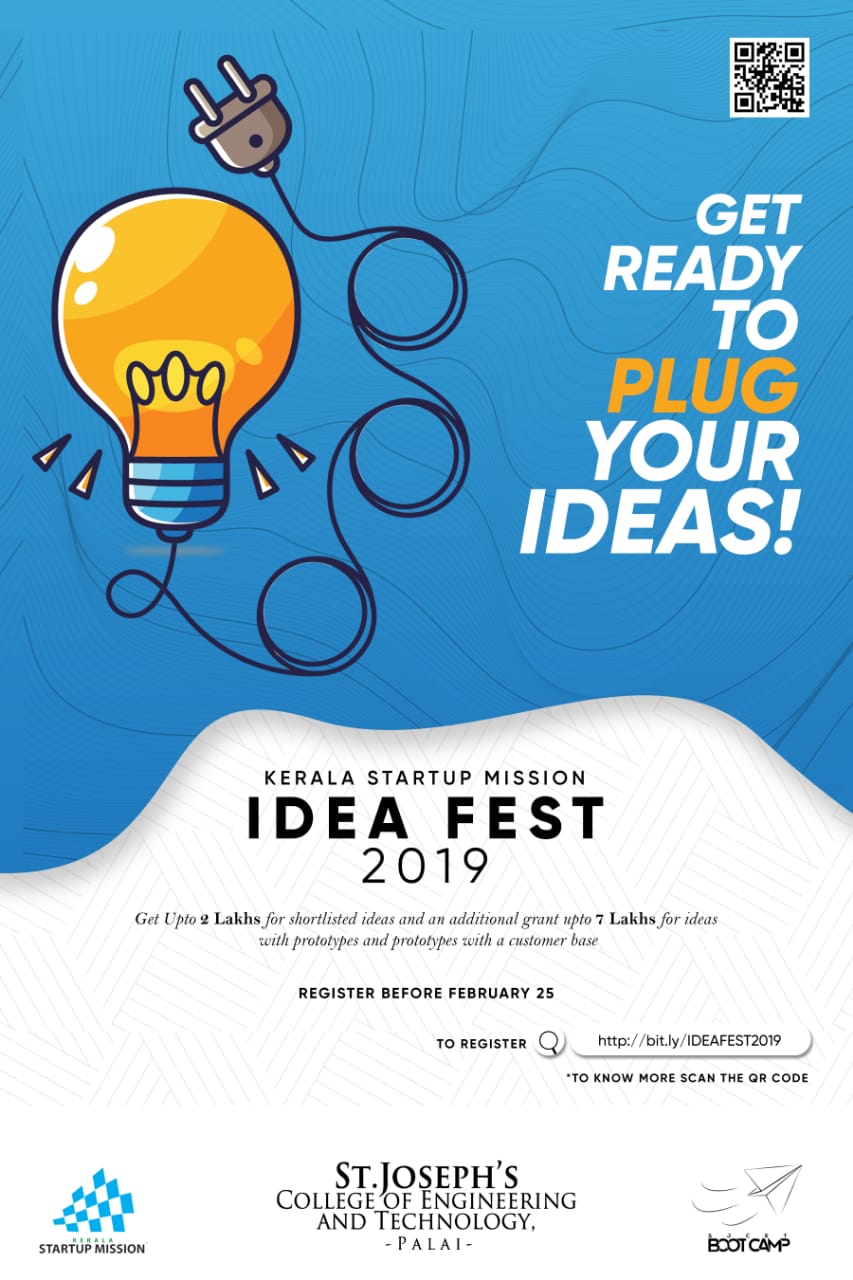 GET
READY
TO
PLUG
YOUR
IDEAS!
KERALA STARTUP MISSION
IDEA FEST
2019
Get Upto 2 Lakhs for shortlisted ideas and an additional grant upto 7 Lakhs for ideas
with prototypes and prototypes with a customer base
REGISTER BEFORE FEBRUARY 25
TO REGISTER http://bit.ly/IDEAFEST2019
*TO KNOW MORE SCAN THE QR CODE
KERALA
STARTUP MISSION
ST.JOSEPH'S
COLLEGE OF ENGINEERING
AND TECHNOLOGY,
-PALAI-
BOOTCAMP